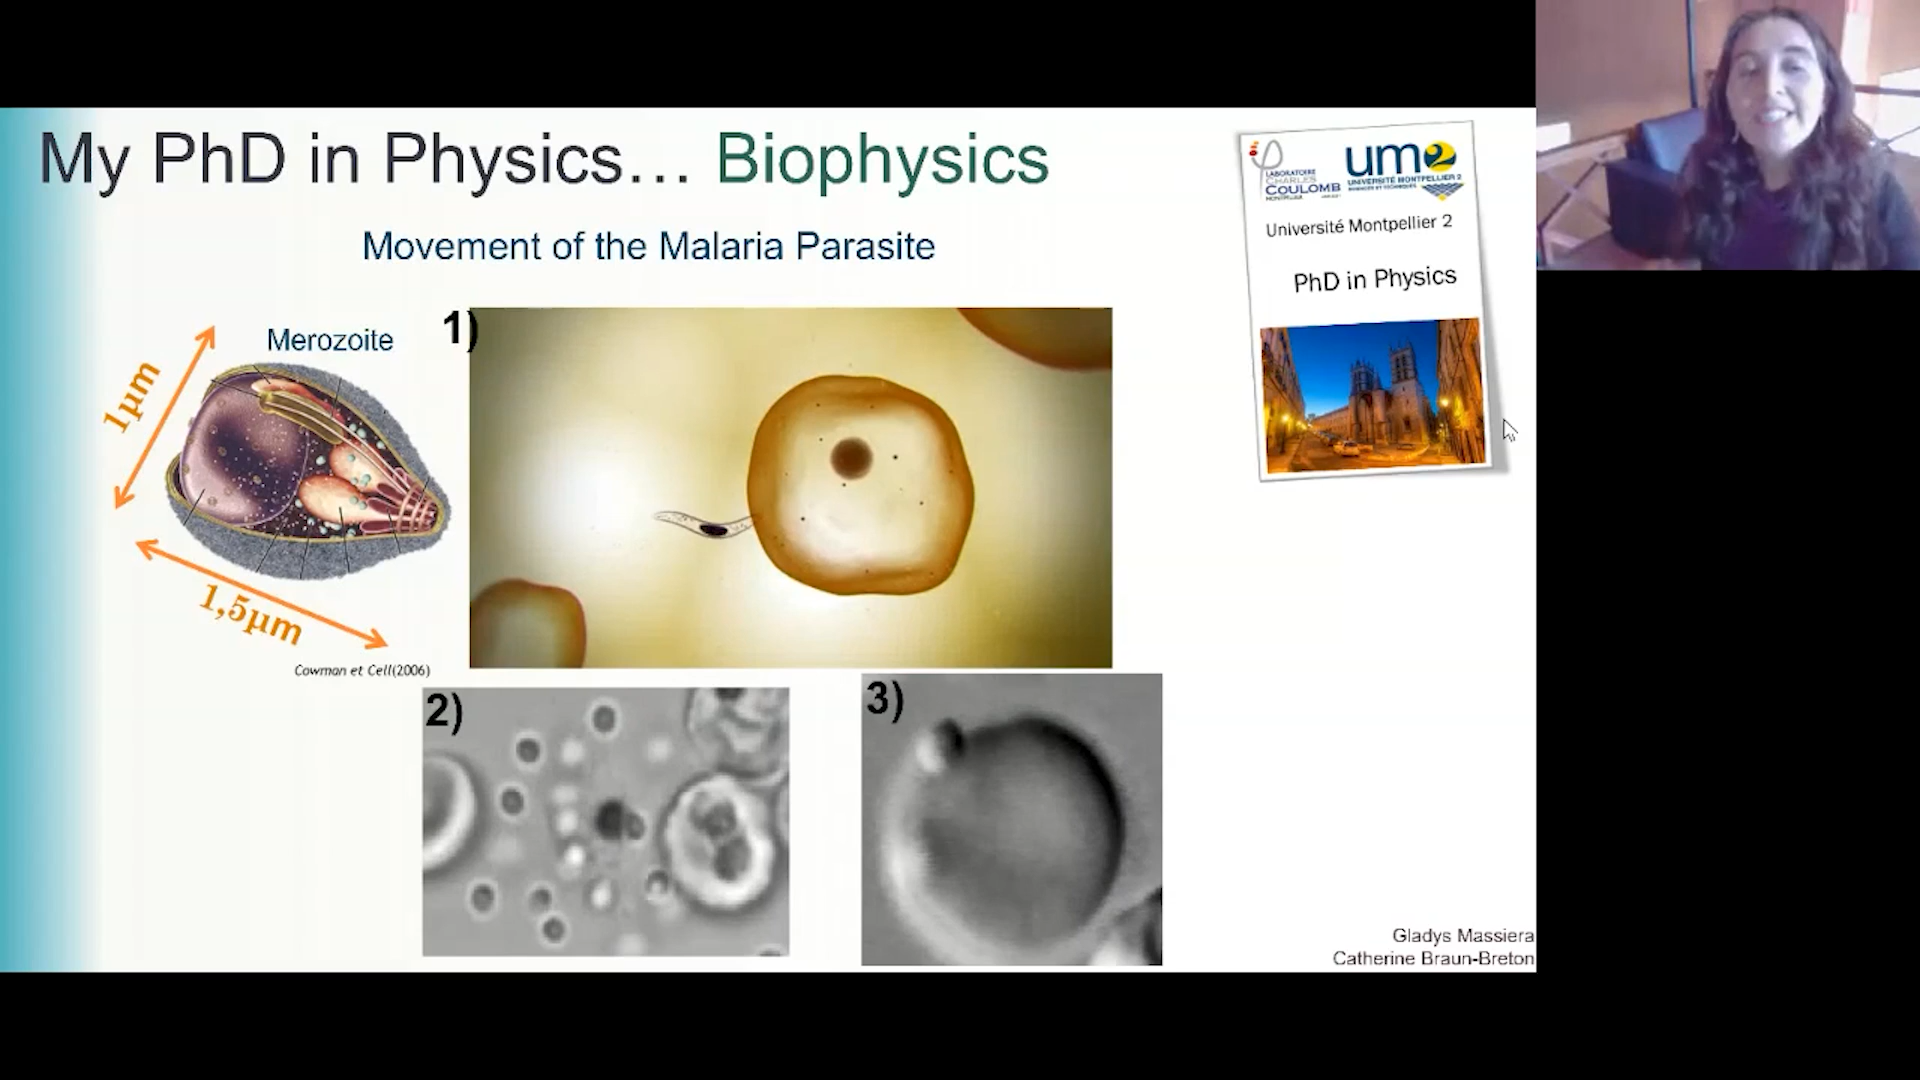 My PhD in Physics... Biophysics
Movement of the Malaria Parasite
Merozoite
1µm
1,5µm
Cowman et Cell(2006)
1)
2)
3)
LABORATOIRE
CHARLES
COULOMB
MONTPELLIER
um2
UNIVERSITÉ MONTPELLIER 2
Université Montpellier 2
PhD in Physics
Gladys Massiera
Catherine Braun-Breton